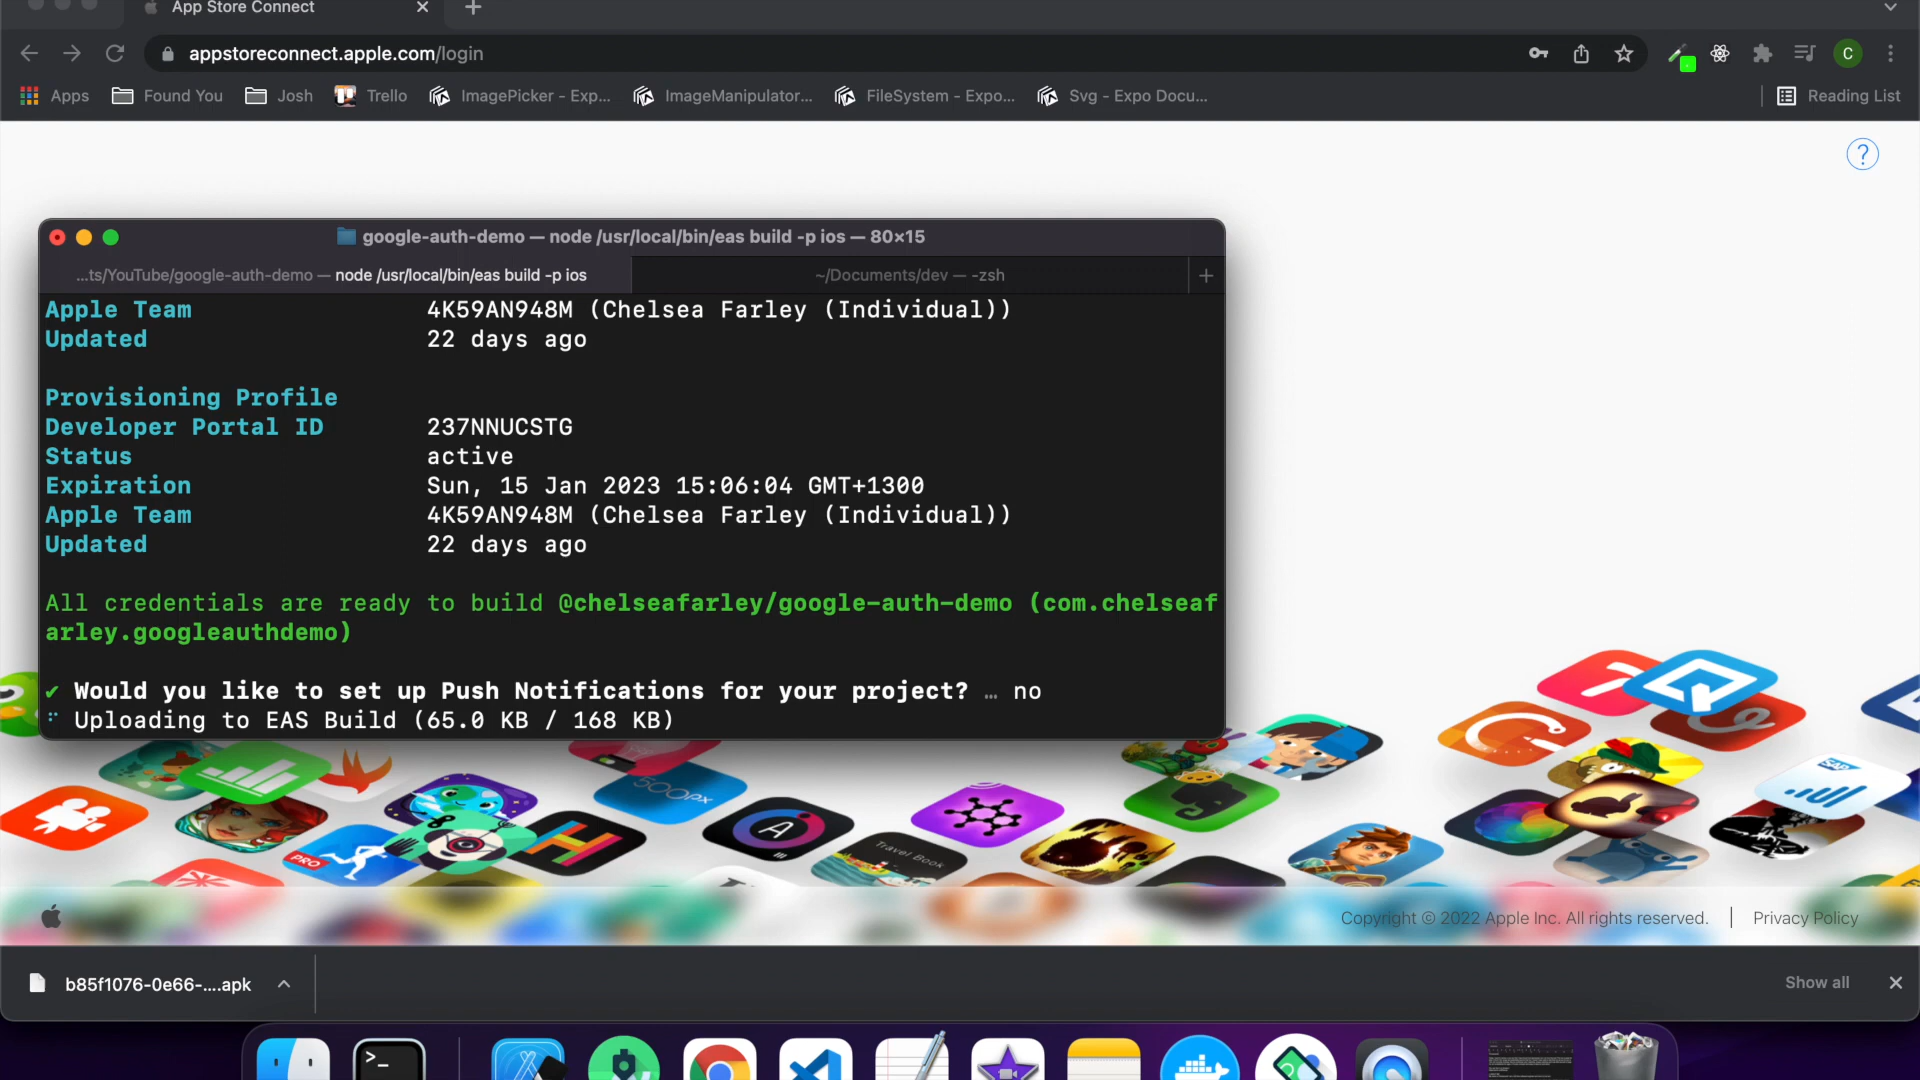 App Store Connect
appstoreconnect.apple.com/login
C
Apps
Found You
Josh
Trello
ImagePicker - Exp...
ImageManipulator...
FileSystem - Expo...
Svg - Expo Docu...
Reading List
?
google-auth-demo — node /usr/local/bin/eas build -p ios — 80×15
...ts/YouTube/google-auth-demo — node /usr/local/bin/eas build -p ios
~/Documents/dev — -zsh
Apple Team 4K59AN948M (Chelsea Farley (Individual))
Updated 22 days ago
Provisioning Profile
Developer Portal ID 237NNUCSTG
Status active
Expiration Sun, 15 Jan 2023 15:06:04 GMT+1300
Apple Team 4K59AN948M (Chelsea Farley (Individual))
Updated 22 days ago
All credentials are ready to build @chelseafarley/google-auth-demo (com.chelseaf
arley.googleauthdemo)
✔ Would you like to set up Push Notifications for your project? … no
Uploading to EAS Build (65.0 KB / 168 KB)
500px
SAP
PRO
Travel Book
Copyright © 2022 Apple Inc. All rights reserved. | Privacy Policy
b85f1076-0e66-....apk
Show all